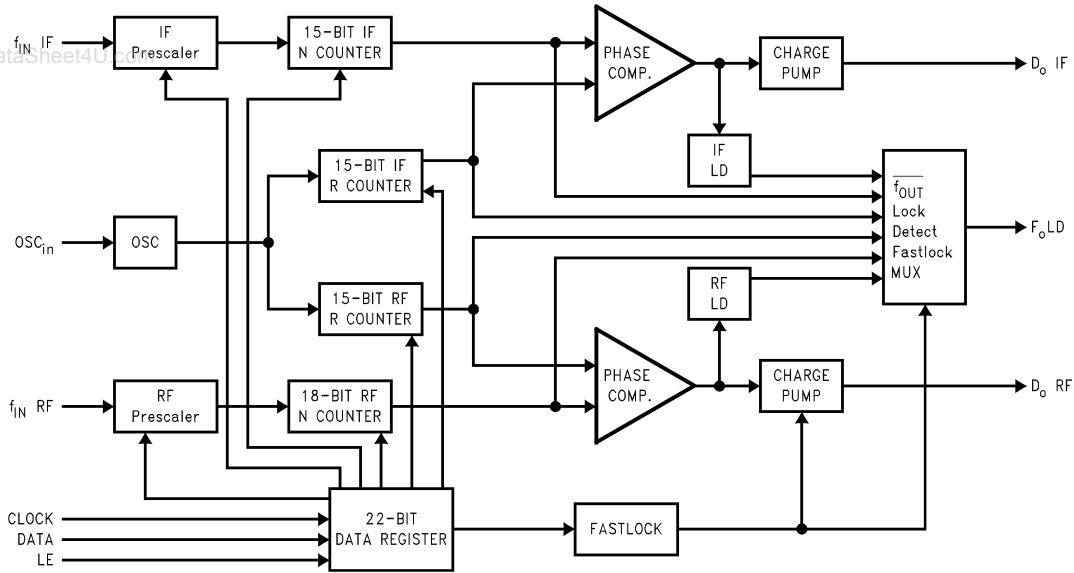 f_IN IF
IF
Prescaler
15-BIT IF
N COUNTER
PHASE
COMP.
CHARGE
PUMP
D_o IF
ataSheet4U.com
IF
LD
15-BIT IF
R COUNTER
OSC_in
OSC
f_OUT
Lock
Detect
Fastlock
MUX
F_oLD
15-BIT RF
R COUNTER
RF
LD
f_IN RF
RF
Prescaler
18-BIT RF
N COUNTER
PHASE
COMP.
CHARGE
PUMP
D_o RF
CLOCK
DATA
LE
22-BIT
DATA REGISTER
FASTLOCK